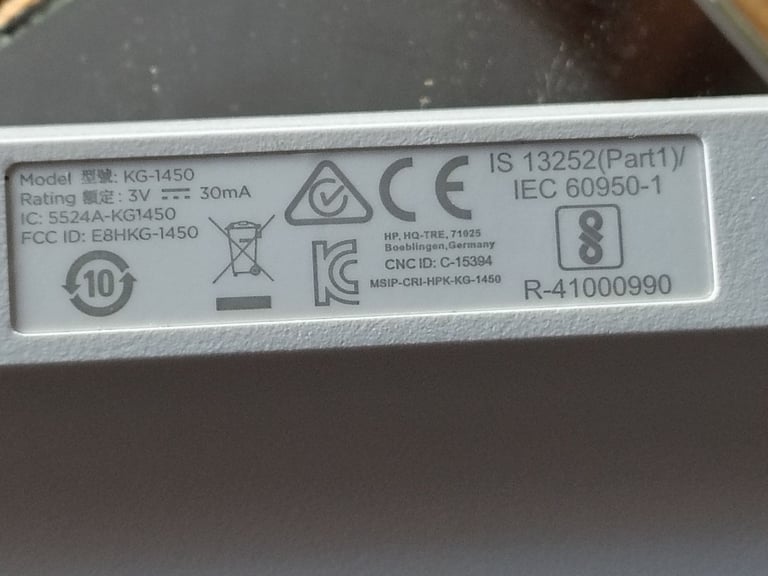 Model 型號: KG-1450
Rating 額定: 3V 30mA
IC: 5524A-KG1450
FCC ID: E8HKG-1450
10
CE
HP, HQ-TRE, 71025
Boeblingen,Germany
CNC ID: C-15394
MSIP-CRI-HPK-KG-1450
IS 13252(Part1)/
IEC 60950-1
R-41000990